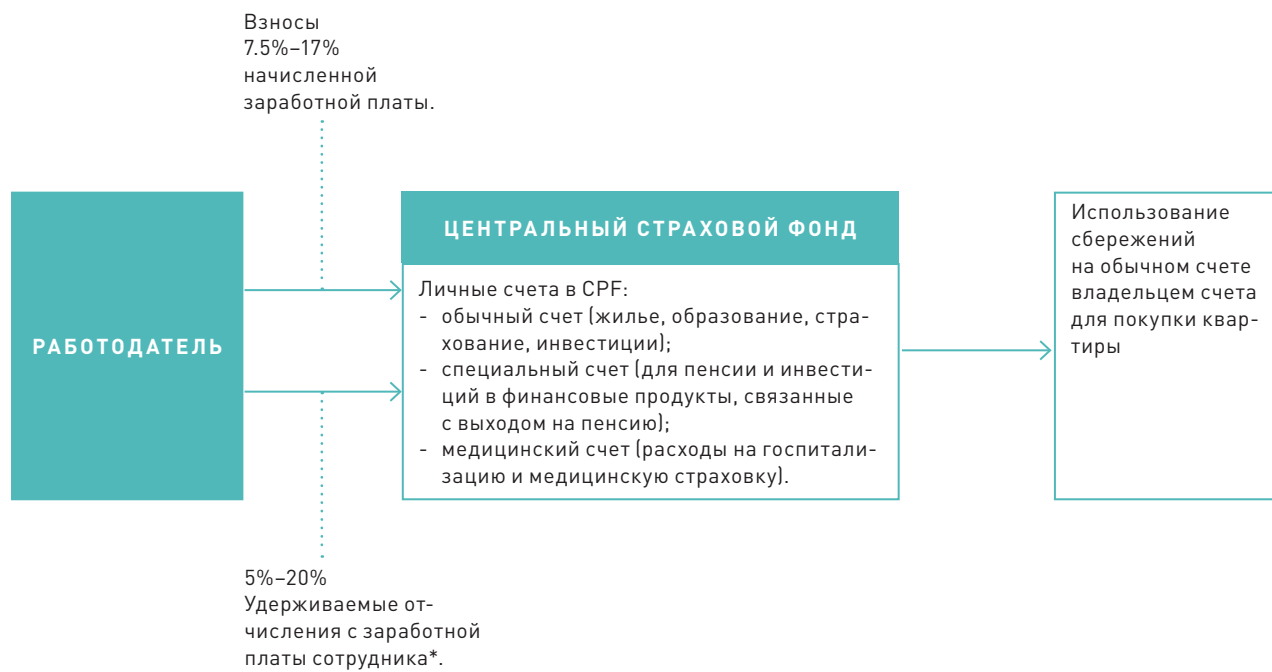 Взносы
7.5%–17%
начисленной
заработной платы.
РАБОТОДАТЕЛЬ
ЦЕНТРАЛЬНЫЙ СТРАХОВОЙ ФОНД
Личные счета в CPF:
- обычный счет (жилье, образование, стра-
хование, инвестиции);
- специальный счет (для пенсии и инвести-
ций в финансовые продукты, связанные
с выходом на пенсию);
- медицинский счет (расходы на госпитали-
зацию и медицинскую страховку).
Использование
сбережений
на обычном счете
владельцем счета
для покупки квар-
тиры
5%–20%
Удерживаемые от-
числения с заработной
платы сотрудника*.